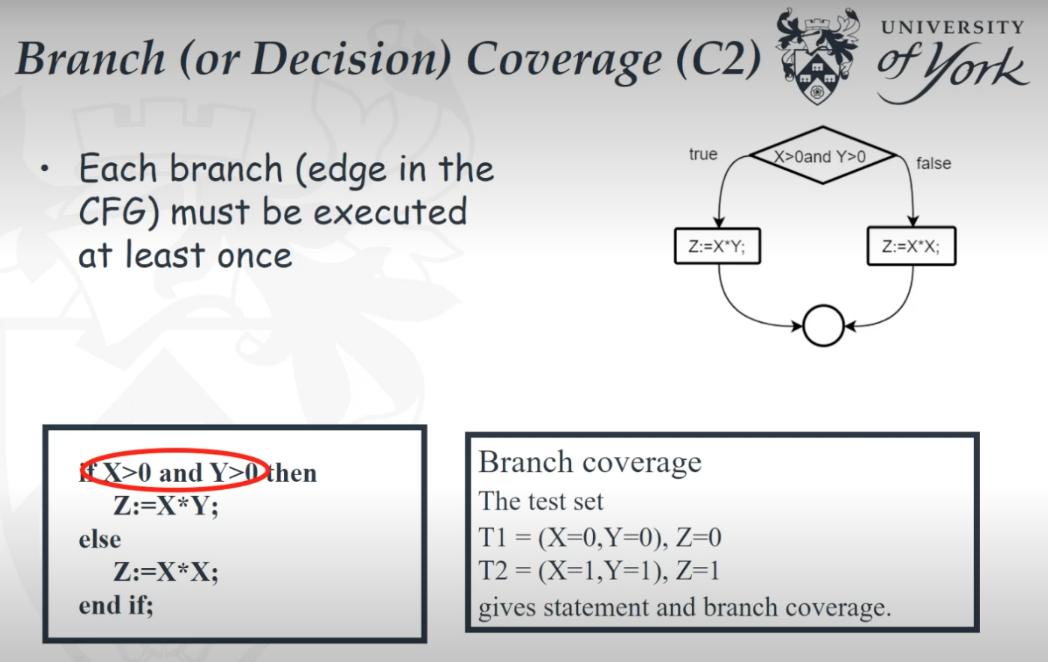 Branch (or Decision) Coverage (C2)
UNIVERSITY
of York
• Each branch (edge in the
CFG) must be executed
at least once
true
X>0and Y>0
false
Z:=X*Y;
Z:=X*X;
if X>0 and Y>0 then
Z:=X*Y;
else
Z:=X*X;
end if;
Branch coverage
The test set
T1 = (X=0,Y=0), Z=0
T2 = (X=1,Y=1), Z=1
gives statement and branch coverage.